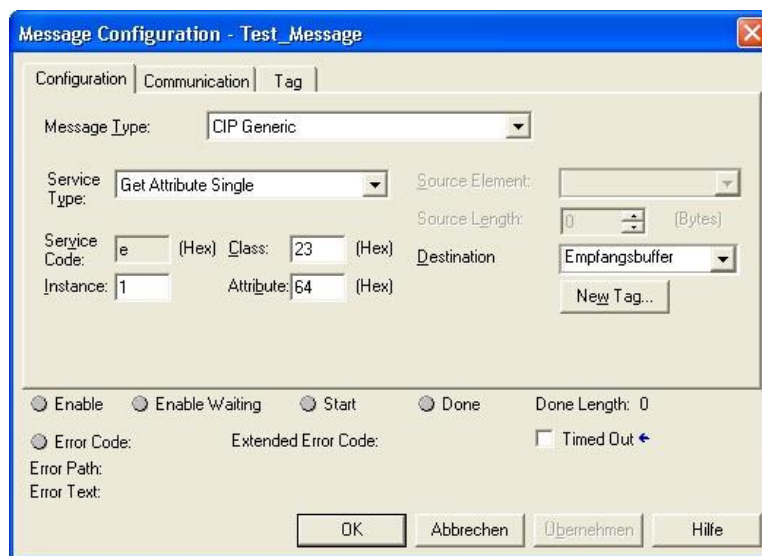 Message Configuration - Test_Message
Configuration Communication Tag
Message Type: CIP Generic
Service Type: Get Attribute Single
Source Element:
Source Length: 0 (Bytes)
Service Code: e (Hex) Class: 23 (Hex)
Destination Empfangsbuffer
Instance: 1 Attribute: 64 (Hex)
New Tag...
Enable Enable Waiting Start Done Done Length: 0
Error Code: Extended Error Code: Timed Out
Error Path:
Error Text:
OK Abbrechen Übernehmen Hilfe